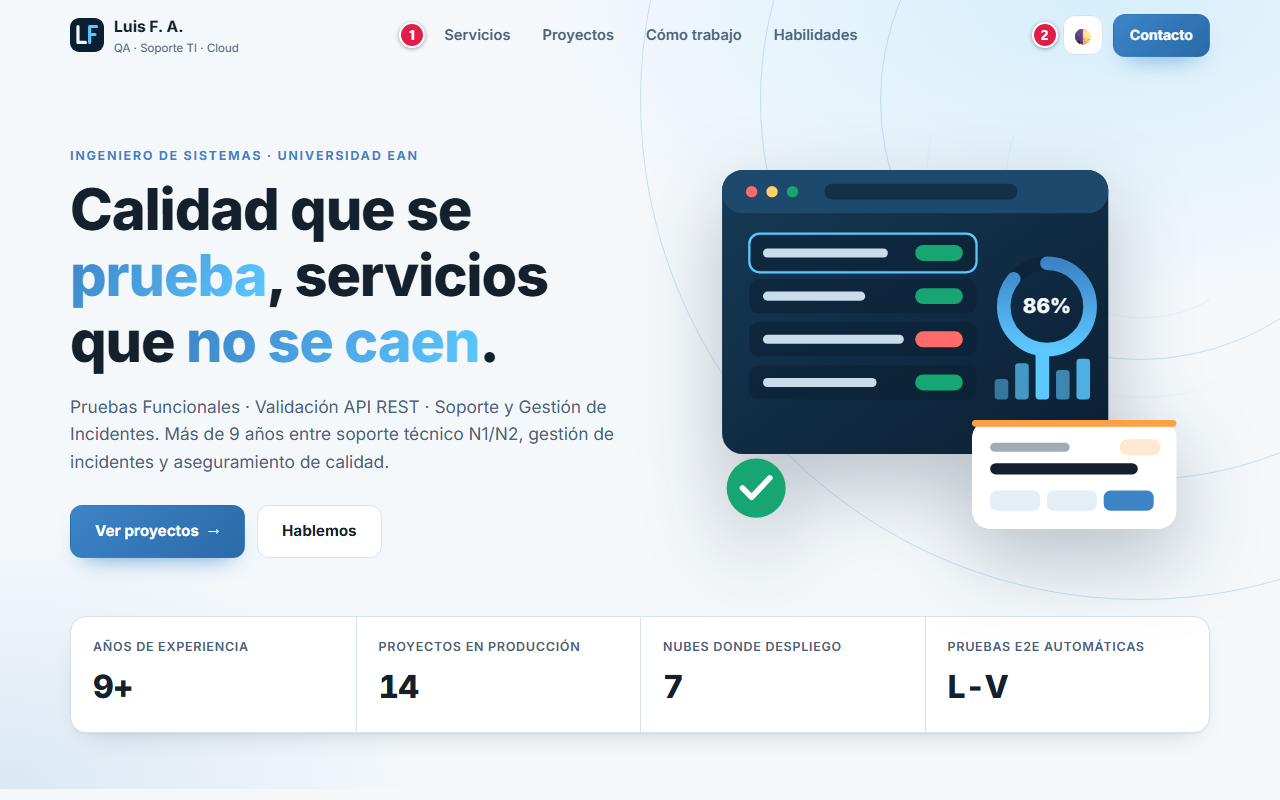 LF
Luis F. A.
QA · Soporte TI · Cloud
1
Servicios
Proyectos
Cómo trabajo
Habilidades
2
Contacto
INGENIERO DE SISTEMAS · UNIVERSIDAD EAN
Calidad que se
prueba, servicios
que no se caen.
Pruebas Funcionales · Validación API REST · Soporte y Gestión de
Incidentes. Más de 9 años entre soporte técnico N1/N2, gestión de
incidentes y aseguramiento de calidad.
Ver proyectos →
Hablemos
86%
AÑOS DE EXPERIENCIA
9+
PROYECTOS EN PRODUCCIÓN
14
NUBES DONDE DESPLIEGO
7
PRUEBAS E2E AUTOMÁTICAS
L-V